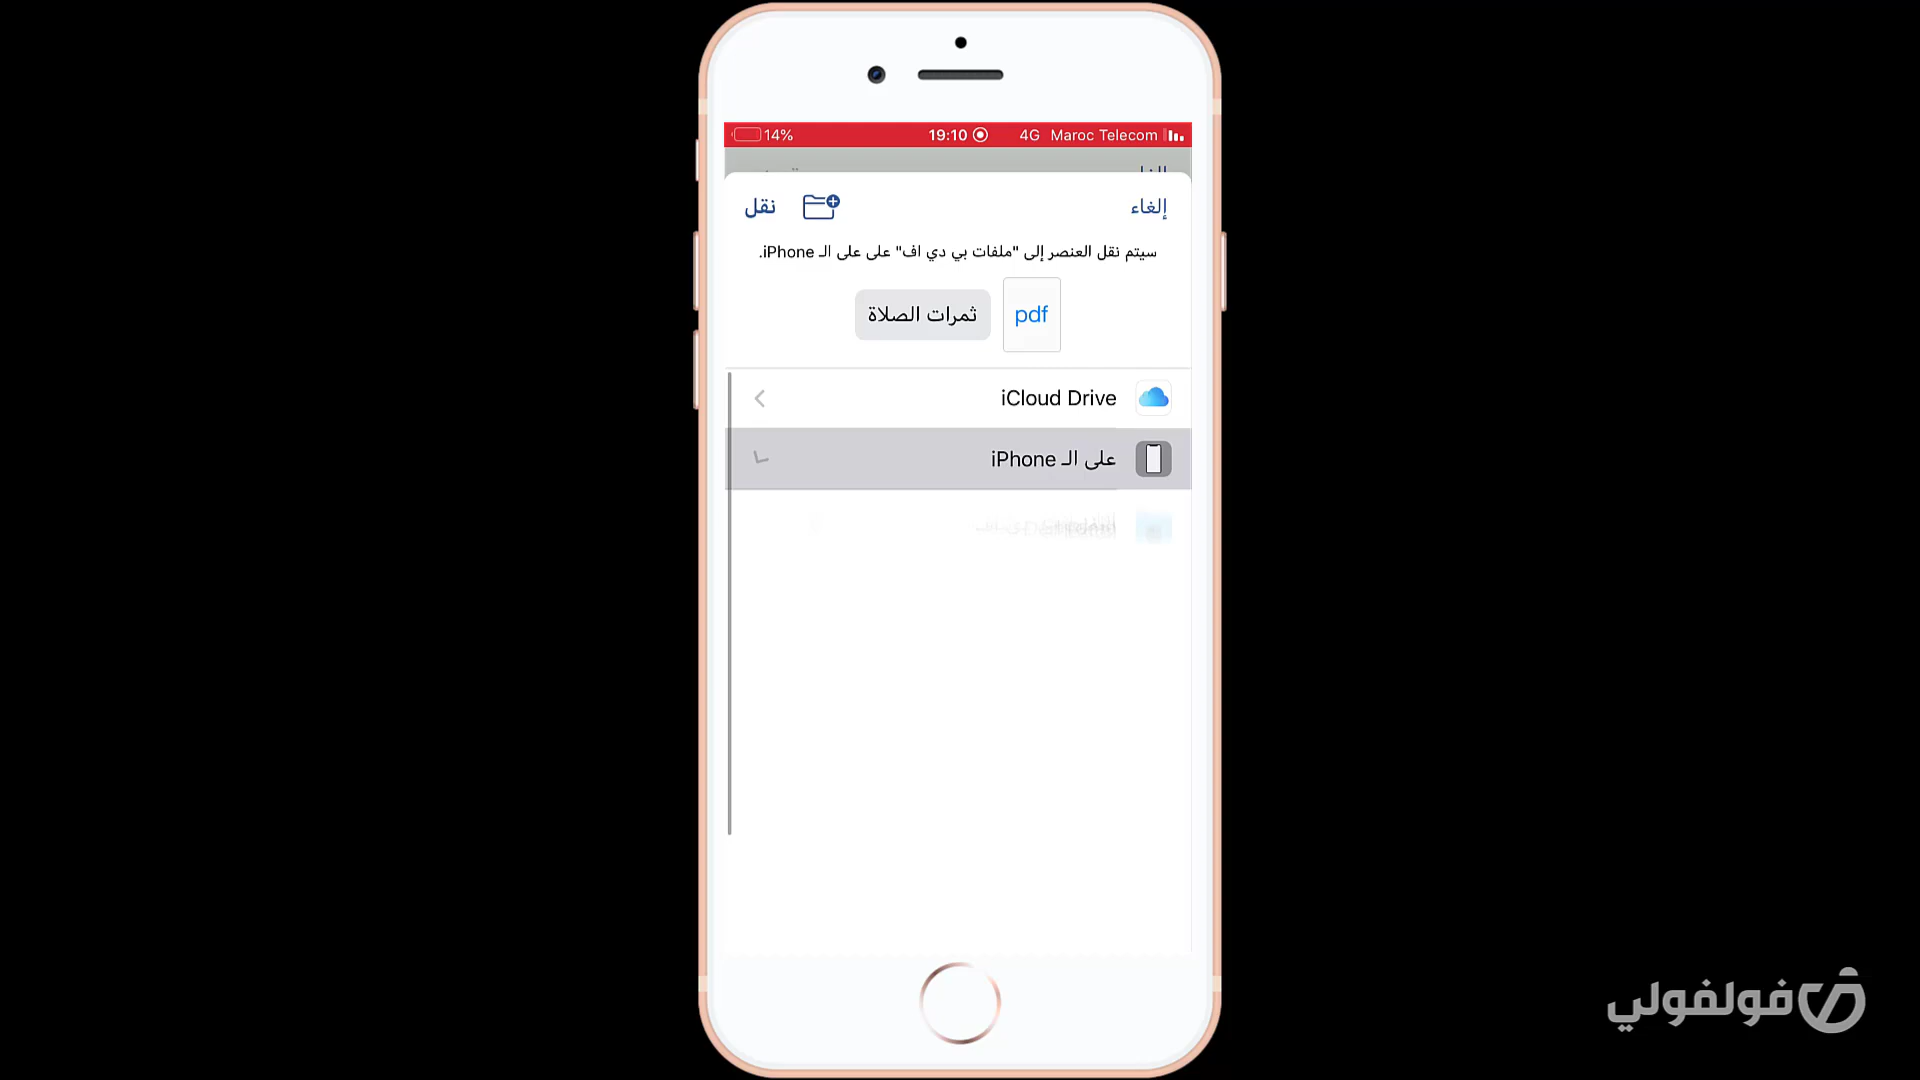 14% 19:10 4G Maroc Telecom
إلغاء نقل
سيتم نقل العنصر إلى "ملفات بي دي اف" على على الـ iPhone.
pdf ثمرات الصلاة
iCloud Drive
على الـ iPhone
فولفولي